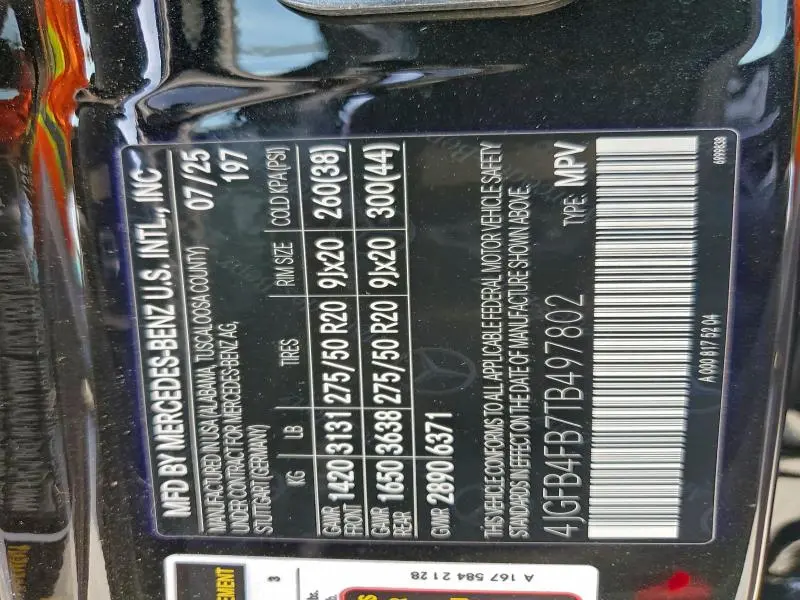 MFD BY MERCEDES-BENZ U.S. INTL., INC
MANUFACTURED IN USA (ALABAMA, TUSCALOOSA COUNTY) 07/25
UNDER CONTRACT FOR MERCEDES-BENZ AG, 197
STUTTGART (GERMANY)
KG LB TIRES RIM SIZE COLD KPA (PSI)
GAWR FRONT 1420 3131 275/50 R20 9Jx20 260(38)
GAWR REAR 1650 3638 275/50 R20 9Jx20 300(44)
GWR 2890 6371
THIS VEHICLE CONFORMS TO ALL APPLICABLE FEDERAL MOTOR VEHICLE SAFETY
STANDARDS IN EFFECT ON THE DATE OF MANUFACTURE SHOWN ABOVE.
4JGFB4FB7TB497802 TYPE: MPV
A 000 817 52 04 6999838
3
A 167 584 21 28